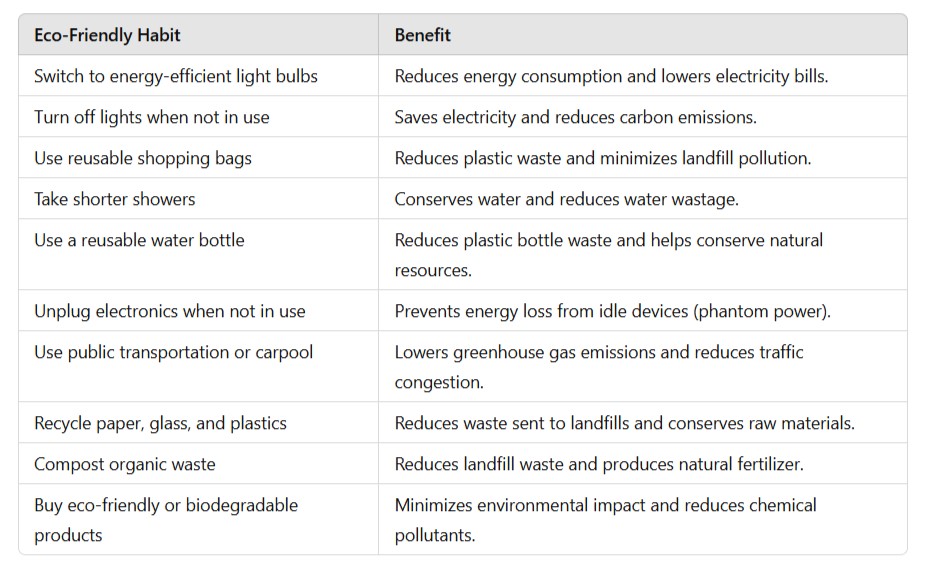 Eco-Friendly Habit Benefit
Switch to energy-efficient light bulbs Reduces energy consumption and lowers electricity bills.
Turn off lights when not in use Saves electricity and reduces carbon emissions.
Use reusable shopping bags Reduces plastic waste and minimizes landfill pollution.
Take shorter showers Conserves water and reduces water wastage.
Use a reusable water bottle Reduces plastic bottle waste and helps conserve natural
resources.
Unplug electronics when not in use Prevents energy loss from idle devices (phantom power).
Use public transportation or carpool Lowers greenhouse gas emissions and reduces traffic
congestion.
Recycle paper, glass, and plastics Reduces waste sent to landfills and conserves raw materials.
Compost organic waste Reduces landfill waste and produces natural fertilizer.
Buy eco-friendly or biodegradable
products
Minimizes environmental impact and reduces chemical
pollutants.